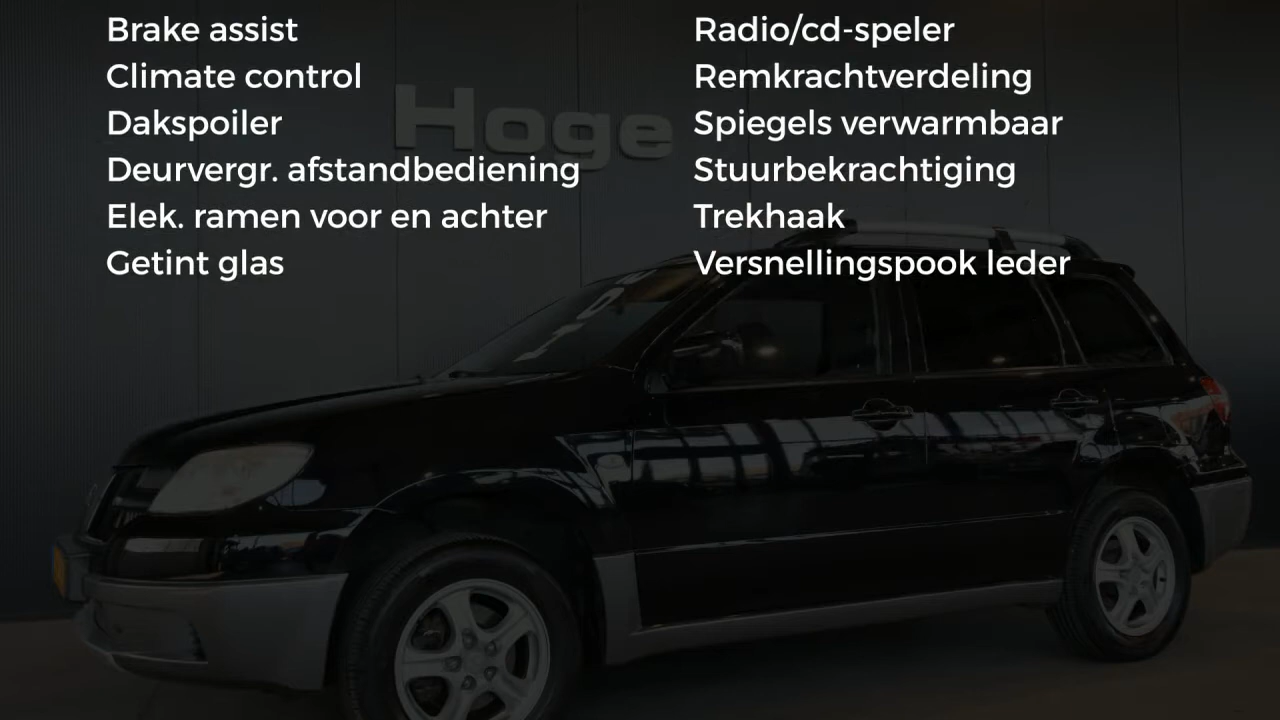 Brake assist
Climate control
Dakspoiler
Deurvergr. afstandbediening
Elek. ramen voor en achter
Getint glas
Radio/cd-speler
Remkrachtverdeling
Spiegels verwarmbaar
Stuurbekrachtiging
Trekhaak
Versnellingspook leder
Hoge